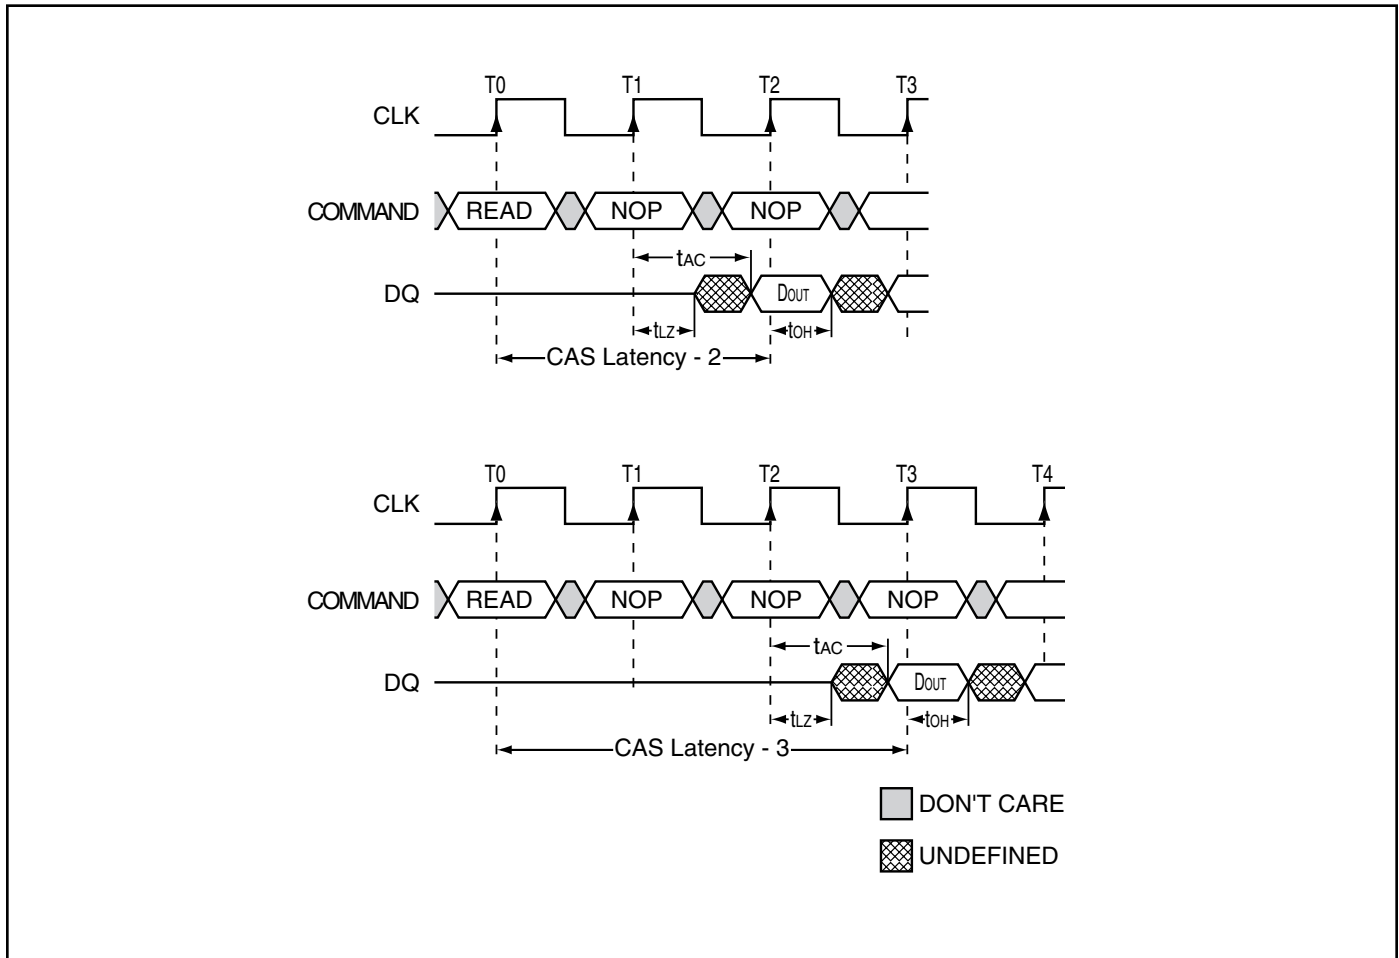 T0 T1 T2 T3
CLK
COMMAND READ NOP NOP
tAC
DQ DOUT
tLZ tOH
CAS Latency - 2
T0 T1 T2 T3 T4
CLK
COMMAND READ NOP NOP NOP
tAC
DQ DOUT
tLZ tOH
CAS Latency - 3
DON'T CARE
UNDEFINED